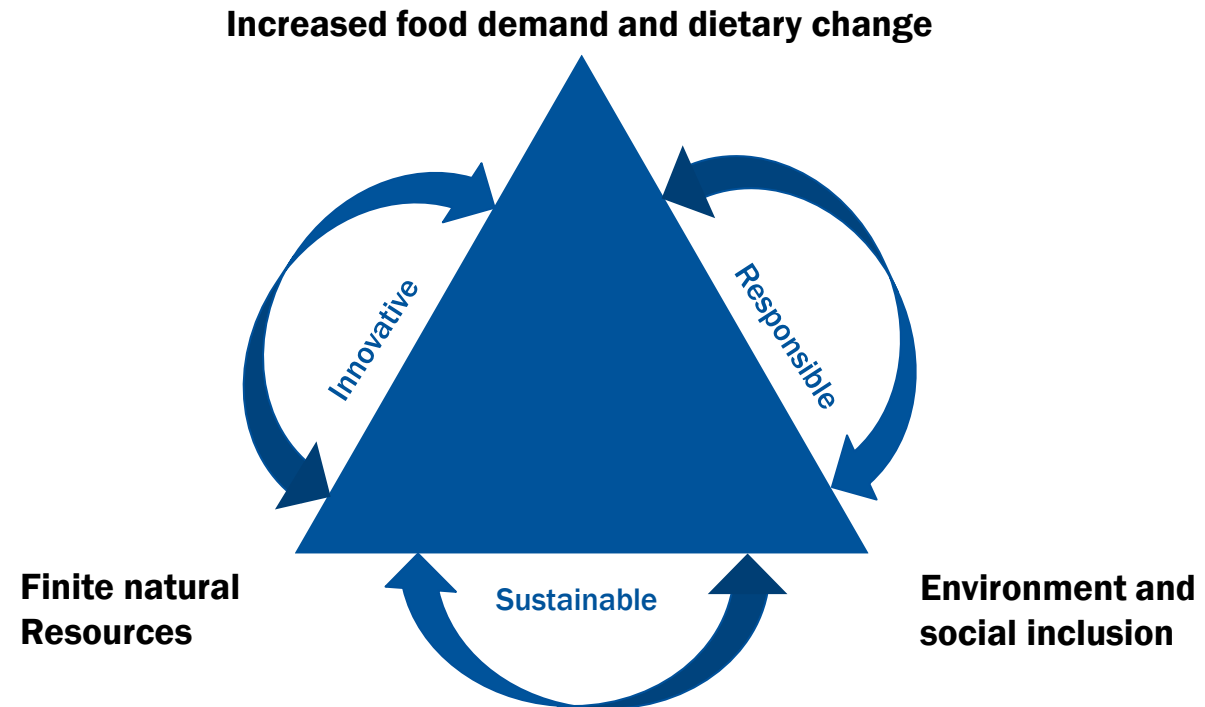 Increased food demand and dietary change
Innovative
Responsible
Finite natural
Resources
Sustainable
Environment and
social inclusion